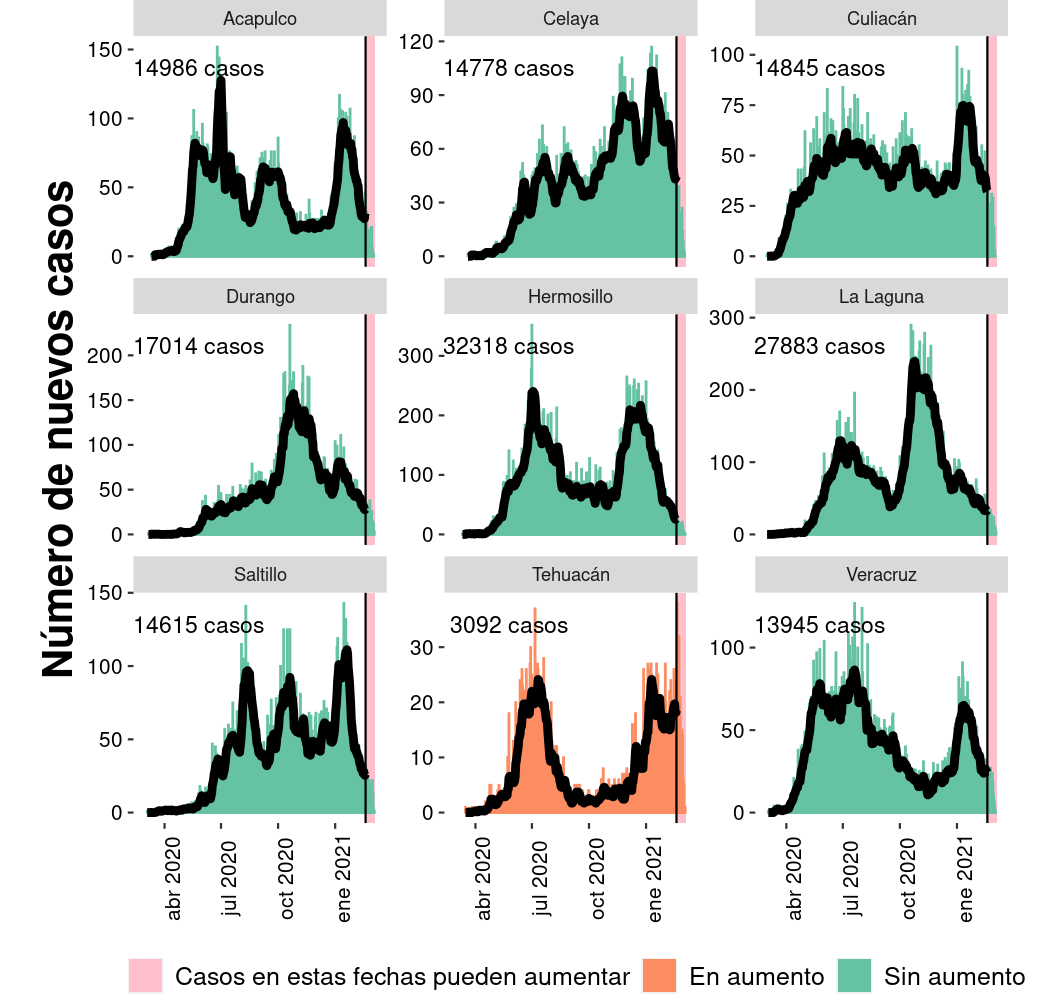 Número de nuevos casos
Acapulco
Celaya
Culiacán
14986 casos
14778 casos
14845 casos
150
100
50
0
120
90
60
30
0
100
75
50
25
0
Durango
Hermosillo
La Laguna
17014 casos
32318 casos
27883 casos
200
150
100
50
0
300
200
100
0
300
200
100
0
Saltillo
Tehuacán
Veracruz
14615 casos
3092 casos
13945 casos
150
100
50
0
30
20
10
0
100
50
0
abr 2020
jul 2020
oct 2020
ene 2021
abr 2020
jul 2020
oct 2020
ene 2021
abr 2020
jul 2020
oct 2020
ene 2021
Casos en estas fechas pueden aumentar
En aumento
Sin aumento